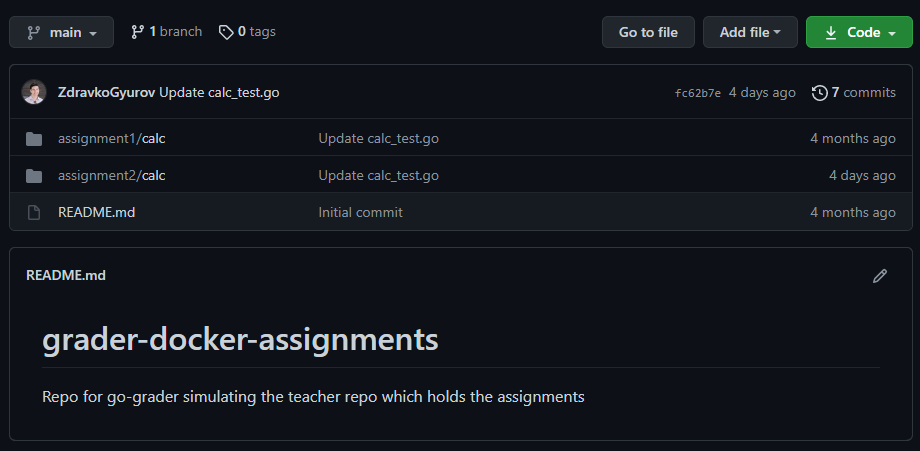 main 1 branch 0 tags Go to file Add file Code
ZdravkoGyurov Update calc_test.go fc62b7e 4 days ago 7 commits
assignment1/calc Update calc_test.go 4 months ago
assignment2/calc Update calc_test.go 4 days ago
README.md Initial commit 4 months ago
README.md
grader-docker-assignments
Repo for go-grader simulating the teacher repo which holds the assignments